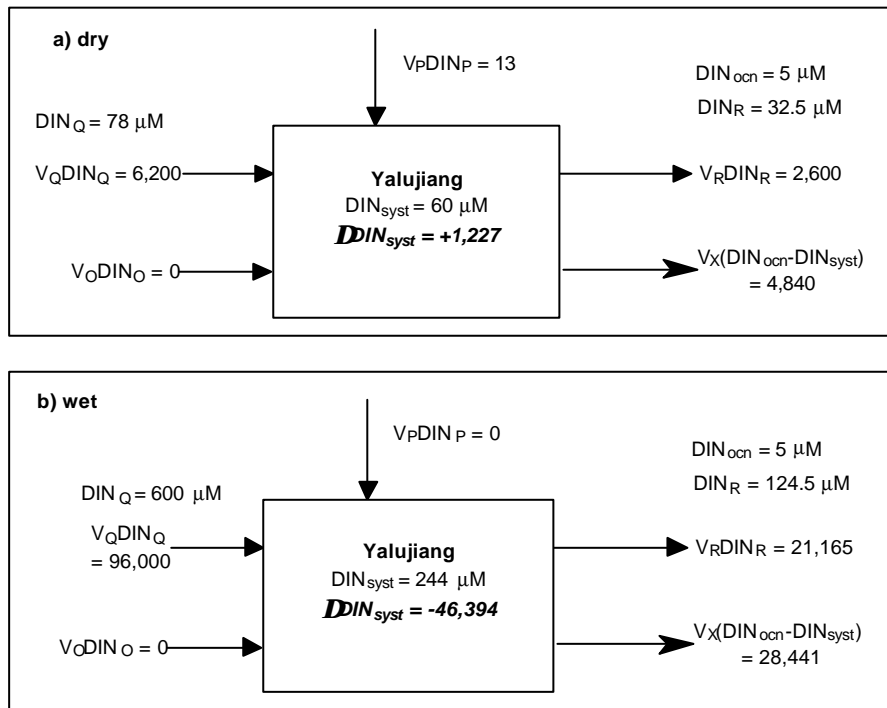 a) dry
VPDINP = 13
DINocn = 5 µM
DINR = 32.5 µM
DINQ = 78 µM
VQDINQ = 6,200
Yalujiang
DINsyst = 60 µM
DDINsyst = +1,227
VRDINR = 2,600
VODINO = 0
VX(DINocn-DINsyst)
= 4,840
b) wet
VPDIN P = 0
DINocn = 5 µM
DINR = 124.5 µM
DINQ = 600 µM
VQDINQ
= 96,000
Yalujiang
DINsyst = 244 µM
DDINsyst = -46,394
VRDINR = 21,165
VODINO = 0
VX(DINocn-DINsyst)
= 28,441